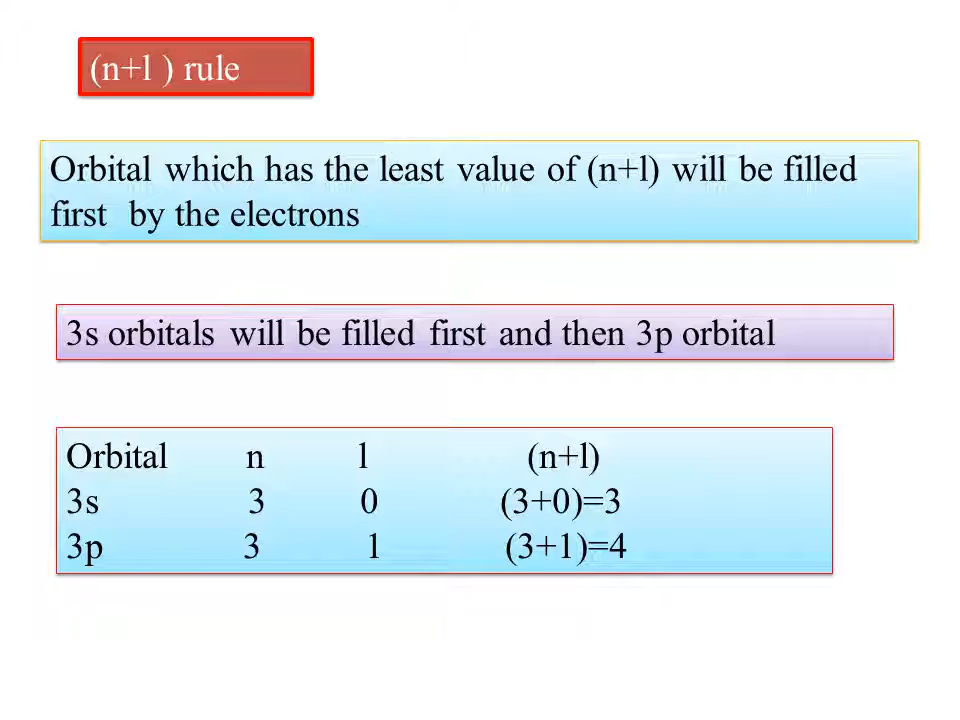 (n+l ) rule
Orbital which has the least value of (n+l) will be filled
first by the electrons
3s orbitals will be filled first and then 3p orbital
Orbital n l (n+l)
3s 3 0 (3+0)=3
3p 3 1 (3+1)=4